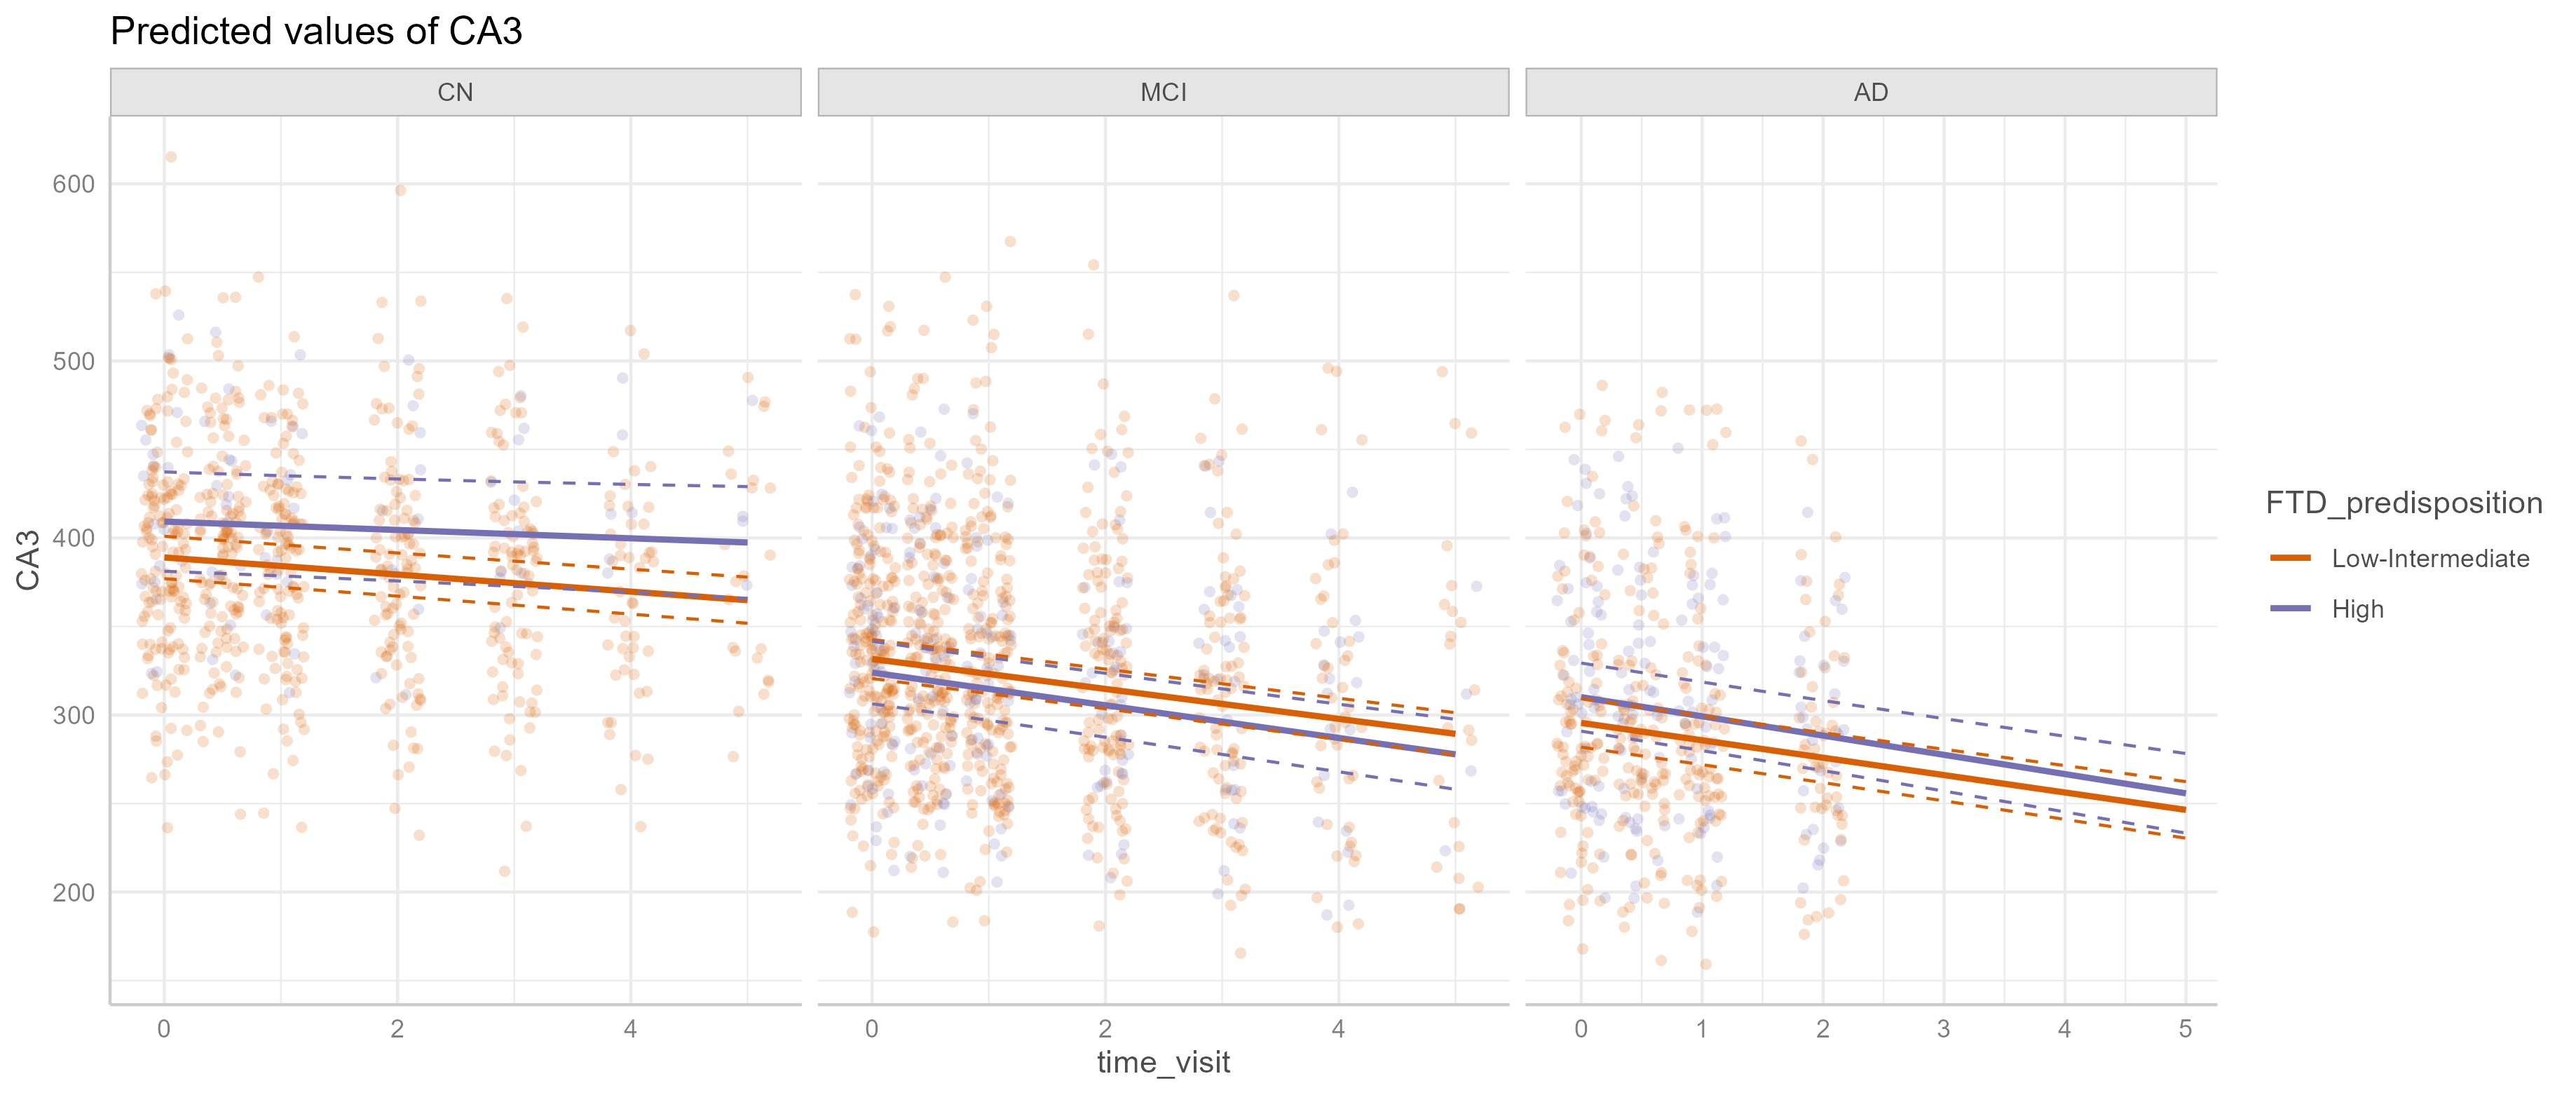 Predicted values of CA3
CN MCI AD
600
500
400
300
200
CA3
0 2 4 0 2 4 0 1 2 3 4 5
time_visit
FTD_predisposition
Low-Intermediate
High